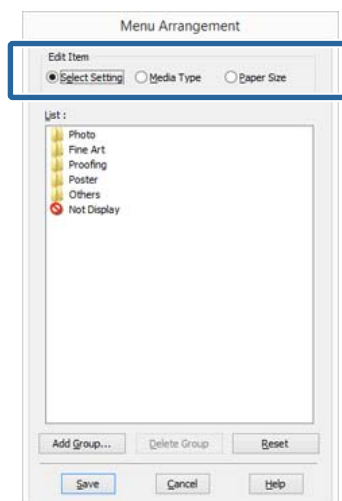 Menu Arrangement
Edit Item
Select Setting Media Type Paper Size
List :
Photo
Fine Art
Proofing
Poster
Others
Not Display
Add Group... Delete Group Reset
Save Cancel Help